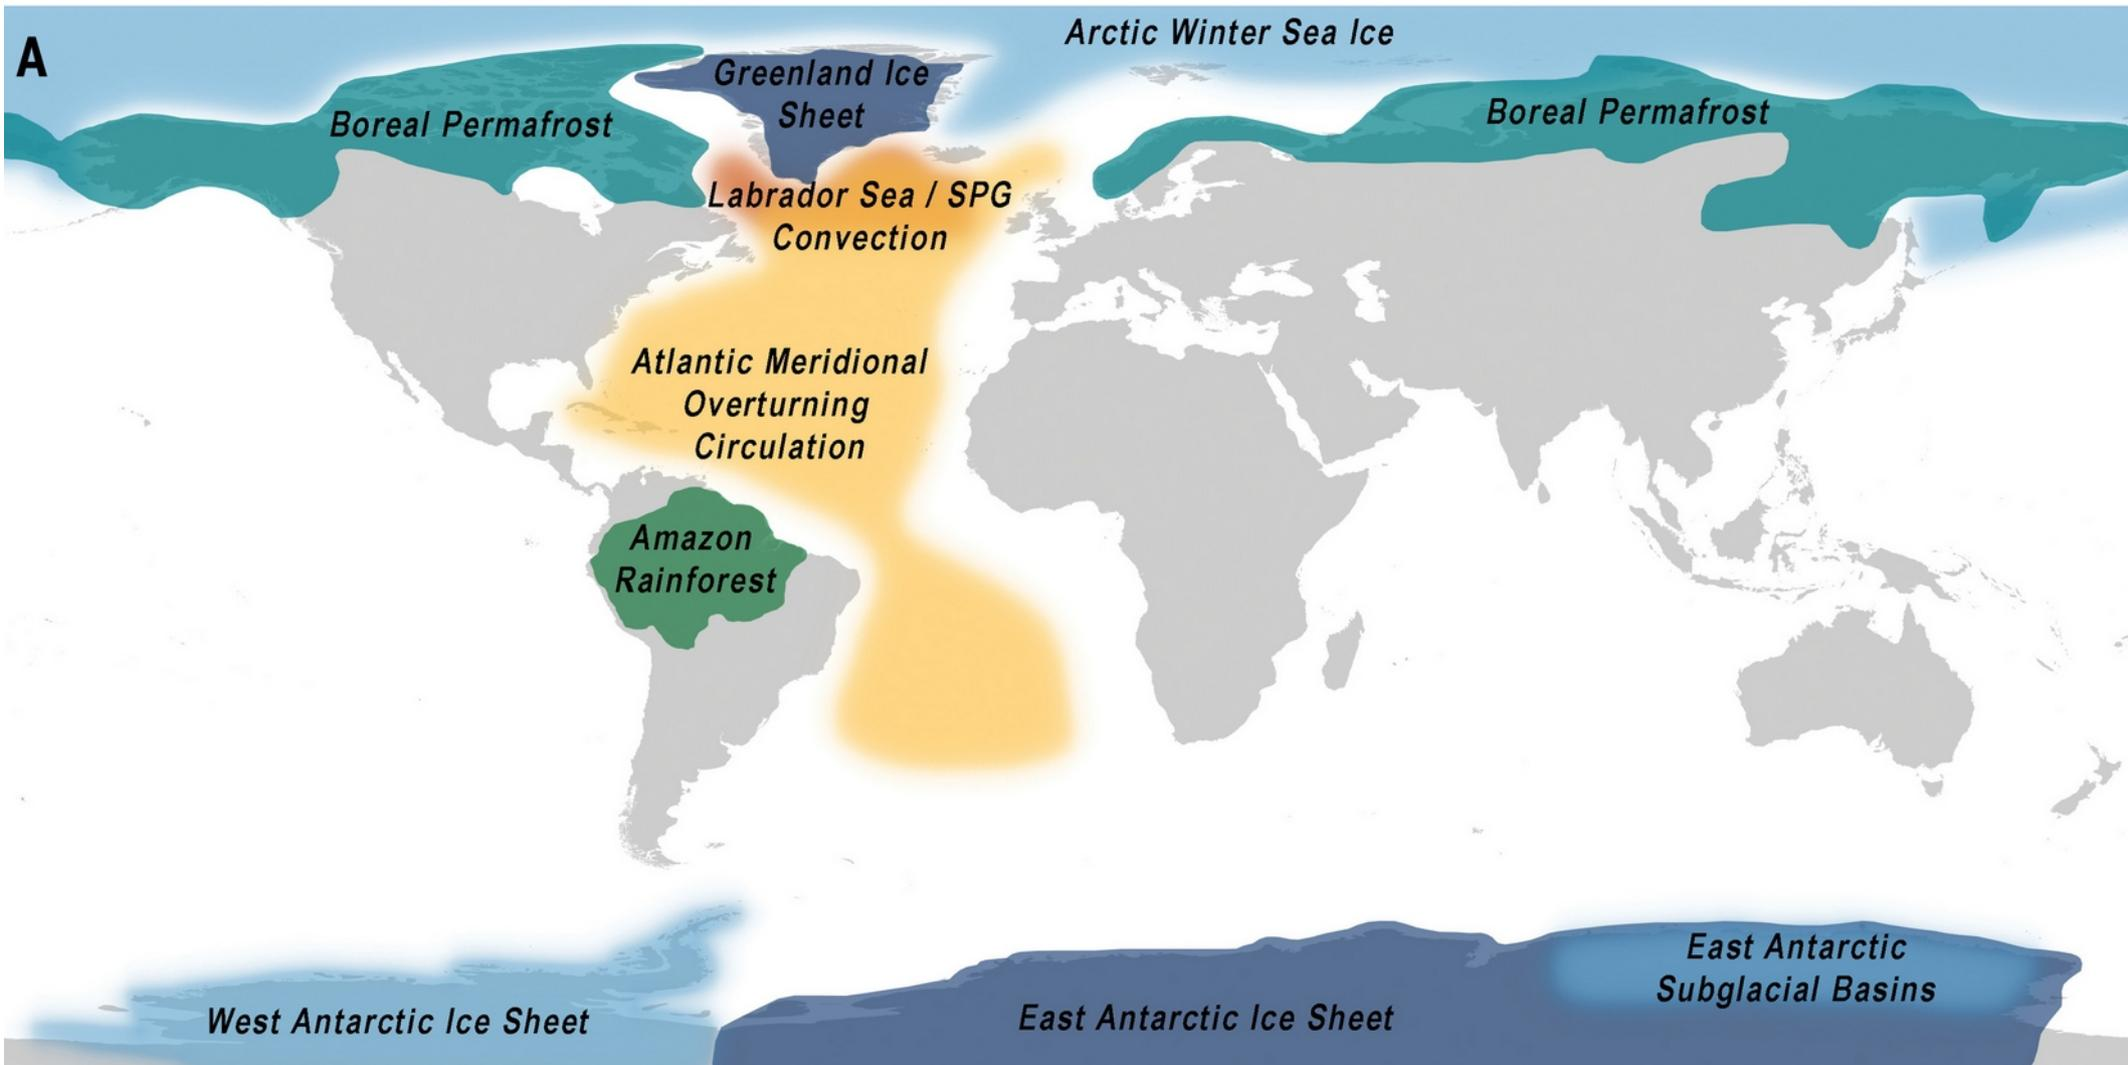 A
Arctic Winter Sea Ice
Greenland Ice
Sheet
Boreal Permafrost
Boreal Permafrost
Labrador Sea / SPG
Convection
Atlantic Meridional
Overturning
Circulation
Amazon
Rainforest
East Antarctic
Subglacial Basins
West Antarctic Ice Sheet
East Antarctic Ice Sheet